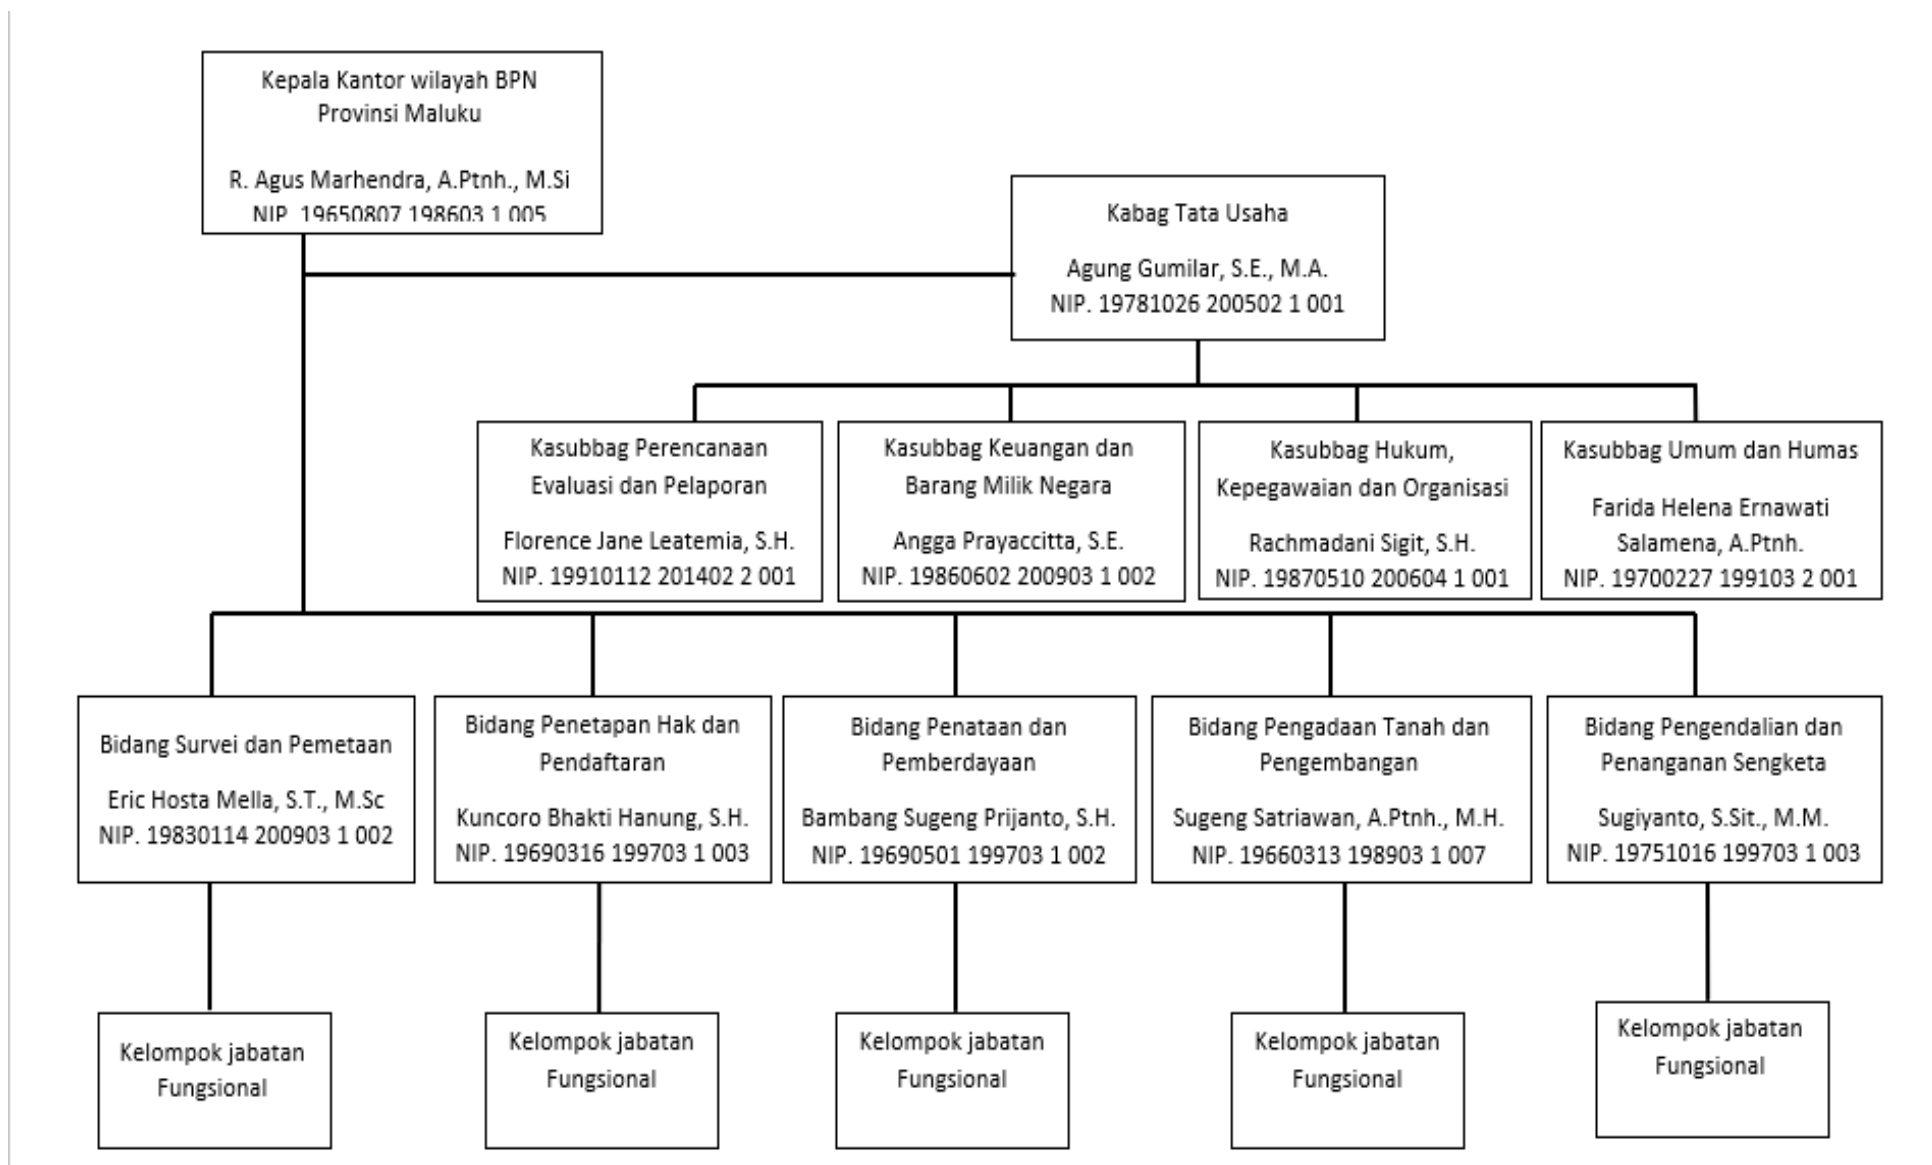 Kepala Kantor wilayah BPN
Provinsi Maluku
R. Agus Marhendra, A.Ptnh., M.Si
NIP. 19650807 198603 1 005
Kabag Tata Usaha
Agung Gumilar, S.E., M.A.
NIP. 19781026 200502 1 001
Kasubbag Perencanaan
Evaluasi dan Pelaporan
Florence Jane Leatemia, S.H.
NIP. 19910112 201402 2 001
Kasubbag Keuangan dan
Barang Milik Negara
Angga Prayaccitta, S.E.
NIP. 19860602 200903 1 002
Kasubbag Hukum,
Kepegawaian dan Organisasi
Rachmadani Sigit, S.H.
NIP. 19870510 200604 1 001
Kasubbag Umum dan Humas
Farida Helena Ernawati
Salamena, A.Ptnh.
NIP. 19700227 199103 2 001
Bidang Survei dan Pemetaan
Eric Hosta Mella, S.T., M.Sc
NIP. 19830114 200903 1 002
Bidang Penetapan Hak dan
Pendaftaran
Kuncoro Bhakti Hanung, S.H.
NIP. 19690316 199703 1 003
Bidang Penataan dan
Pemberdayaan
Bambang Sugeng Prijanto, S.H.
NIP. 19690501 199703 1 002
Bidang Pengadaan Tanah dan
Pengembangan
Sugeng Satriawan, A.Ptnh., M.H.
NIP. 19660313 198903 1 007
Bidang Pengendalian dan
Penanganan Sengketa
Sugiyanto, S.Sit., M.M.
NIP. 19751016 199703 1 003
Kelompok jabatan
Fungsional
Kelompok jabatan
Fungsional
Kelompok jabatan
Fungsional
Kelompok jabatan
Fungsional
Kelompok jabatan
Fungsional